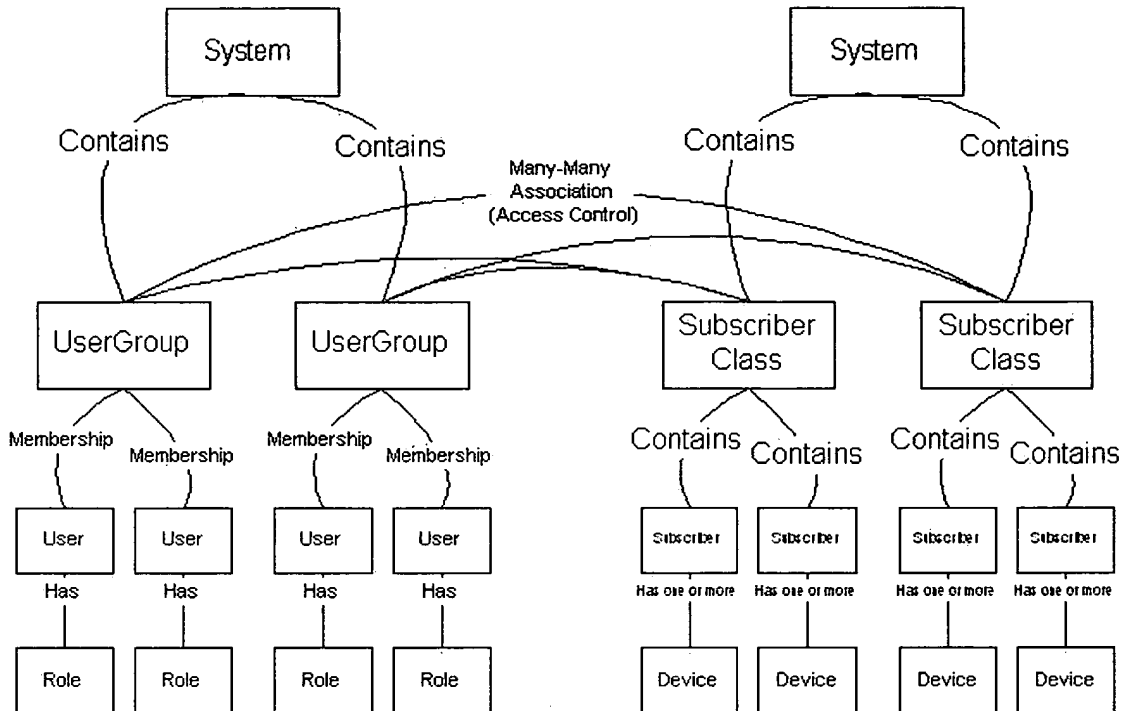 System
System
Contains
Contains
Contains
Contains
Many-Many
Association
(Access Control)
UserGroup
UserGroup
Subscriber
Class
Subscriber
Class
Membership
Membership
Membership
Membership
Contains
Contains
Contains
Contains
User
User
User
User
Subscriber
Subscriber
Subscriber
Subscriber
Has
Has
Has
Has
Has one or more
Has one or more
Has one or more
Has one or more
Role
Role
Role
Role
Device
Device
Device
Device